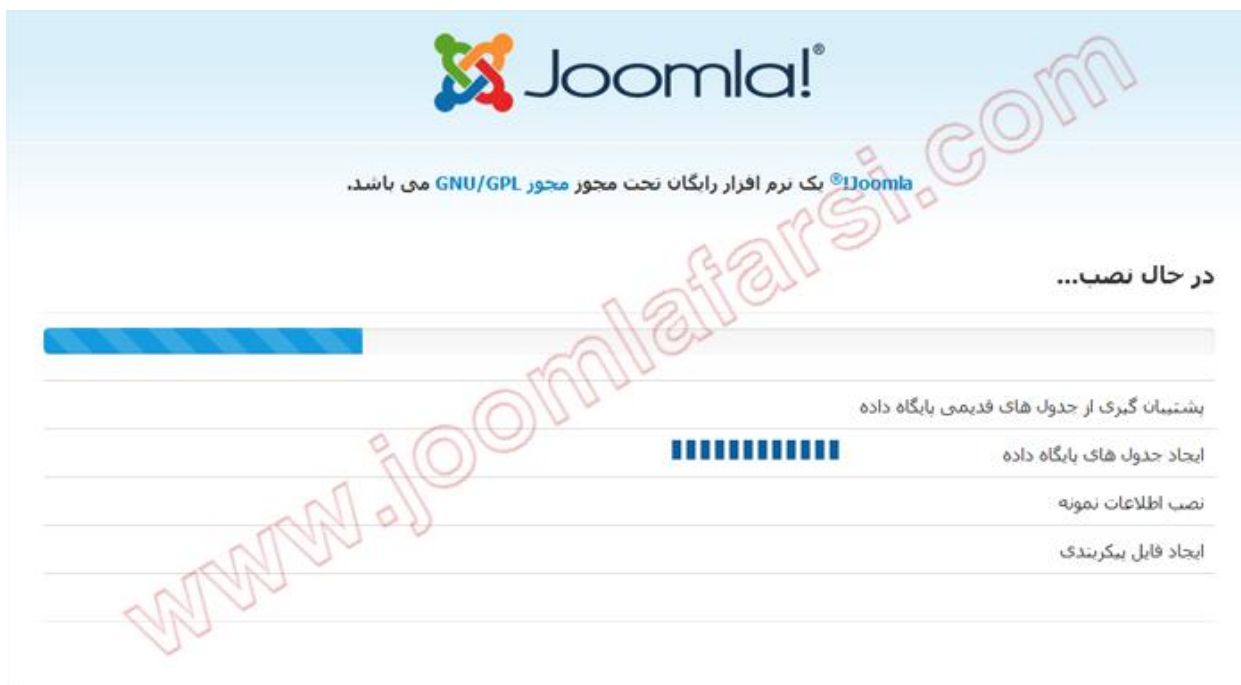 Joomla!®
Joomla!® یک نرم افزار رایگان تحت مجوز مجوز GNU/GPL می باشد.
در حال نصب...
پشتیبان گیری از جدول های قدیمی پایگاه داده
ایجاد جدول های پایگاه داده
نصب اطلاعات نمونه
ایجاد فایل پیکربندی
www.joomlafarsi.com